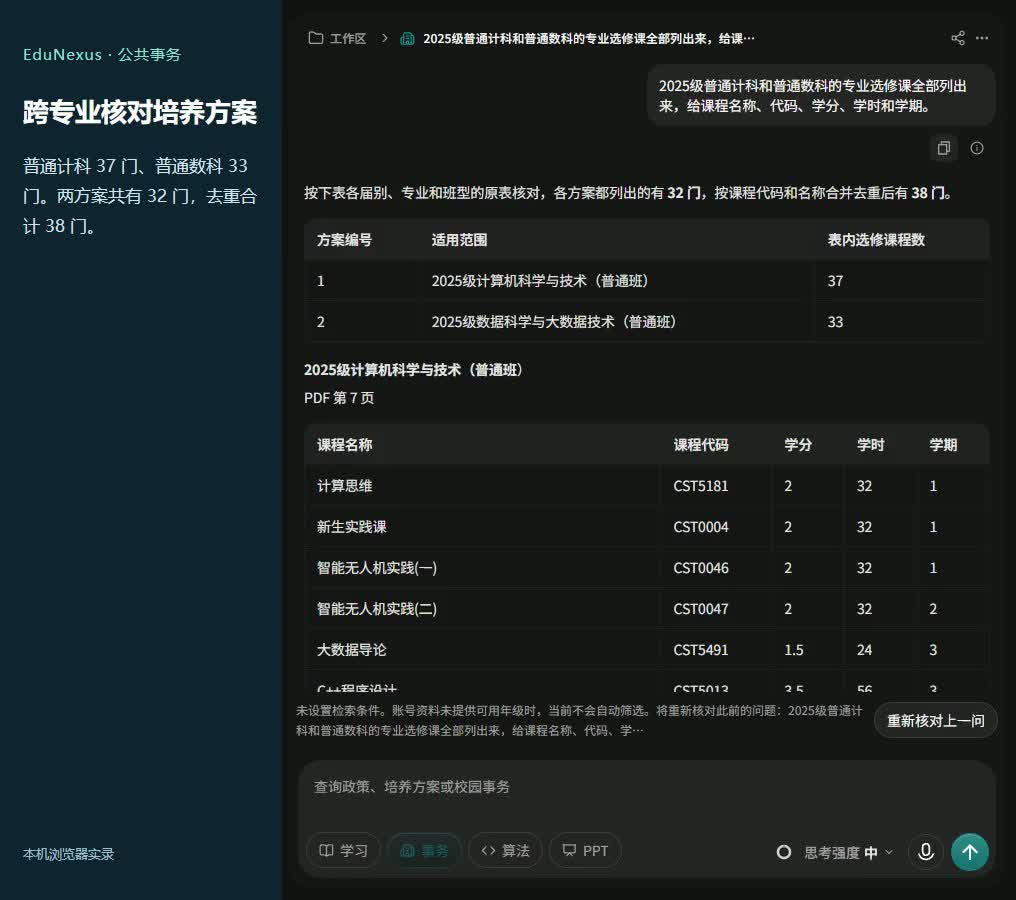 EduNexus · 公共事务
跨专业核对培养方案
普通计科 37 门、普通数科 33
门。两方案共有 32 门，去重合
计 38 门。
本机浏览器实录
工作区
2025级普通计科和普通数科的专业选修课全部列出来，给课…
2025级普通计科和普通数科的专业选修课全部列出
来，给课程名称、代码、学分、学时和学期。
按下表各届别、专业和班型的原表核对，各方案都列出的有 32 门，按课程代码和名称合并去重后有 38 门。
方案编号 适用范围 表内选修课程数
1 2025级计算机科学与技术（普通班） 37
2 2025级数据科学与大数据技术（普通班） 33
2025级计算机科学与技术（普通班）
PDF 第 7 页
课程名称 课程代码 学分 学时 学期
计算思维 CST5181 2 32 1
新生实践课 CST0004 2 32 1
智能无人机实践(一) CST0046 2 32 1
智能无人机实践(二) CST0047 2 32 2
大数据导论 CST5491 1.5 24 3
C++程序设计 CST5013 3.5 56 3
未设置检索条件。账号资料未提供可用年级时，当前不会自动筛选。将重新核对此前的问题：2025级普通计
科和普通数科的专业选修课全部列出来，给课程名称、代码、学…
重新核对上一问
查询政策、培养方案或校园事务
学习 事务 算法 PPT 思考强度 中